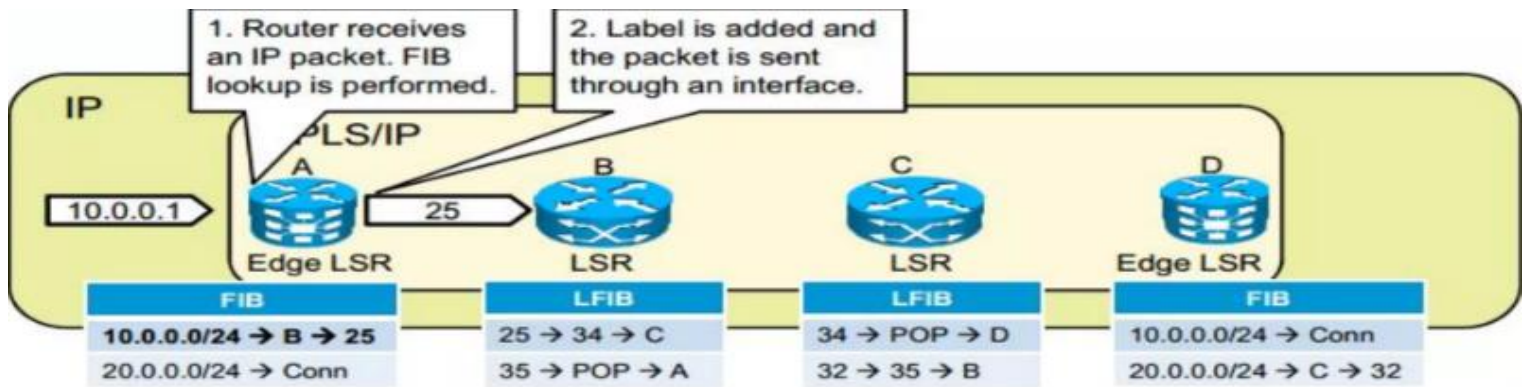 1. Router receives
an IP packet. FIB
lookup is performed.
2. Label is added and
the packet is sent
through an interface.
IP
PLS/IP
A
B
C
D
10.0.0.1
25
Edge LSR
LSR
LSR
Edge LSR
FIB
10.0.0.0/24 → B → 25
20.0.0.0/24 → Conn
LFIB
25 → 34 → C
35 → POP → A
LFIB
34 → POP → D
32 → 35 → B
FIB
10.0.0.0/24 → Conn
20.0.0.0/24 → C → 32